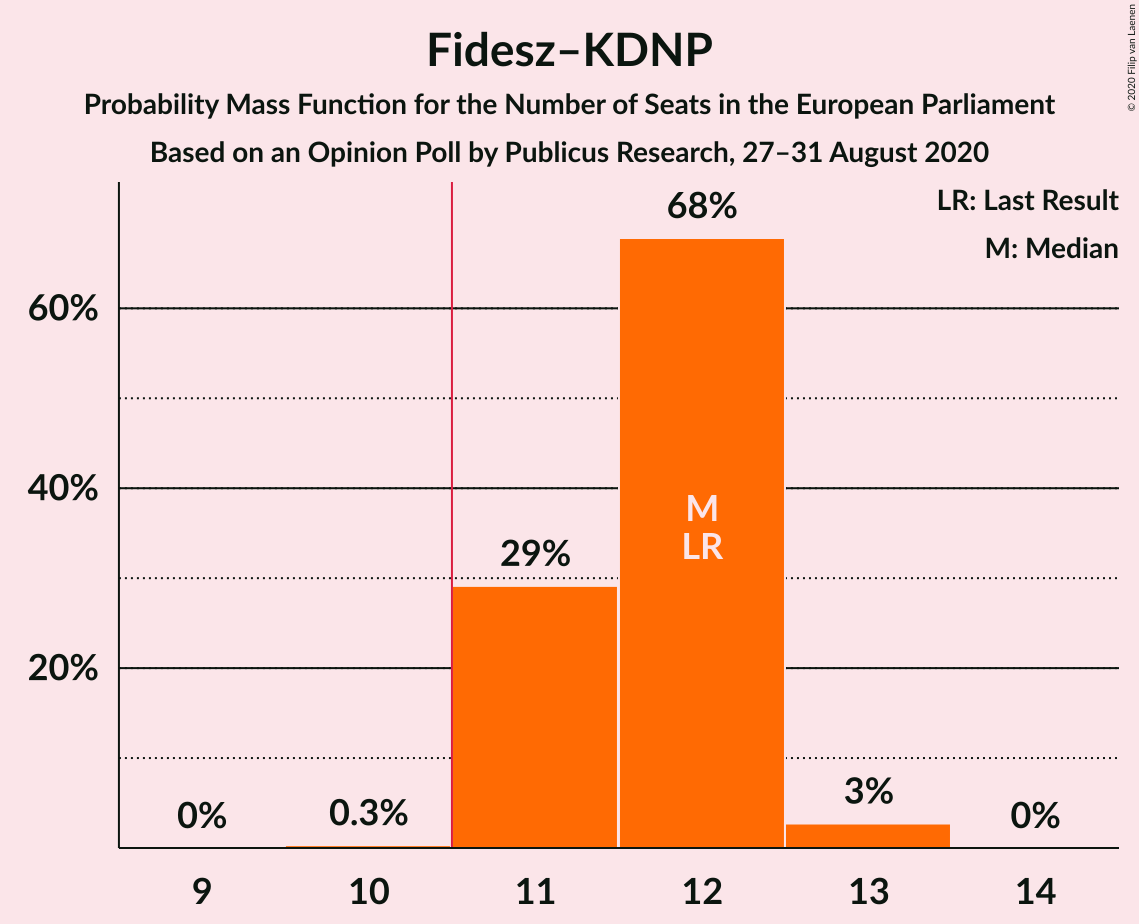 Fidesz–KDNP
Probability Mass Function for the Number of Seats in the European Parliament
Based on an Opinion Poll by Publicus Research, 27–31 August 2020
© 2020 Filip van Laenen
LR: Last Result
M: Median
60%
40%
20%
0%
0.3%
29%
68%
M
LR
3%
0%
9
10
11
12
13
14